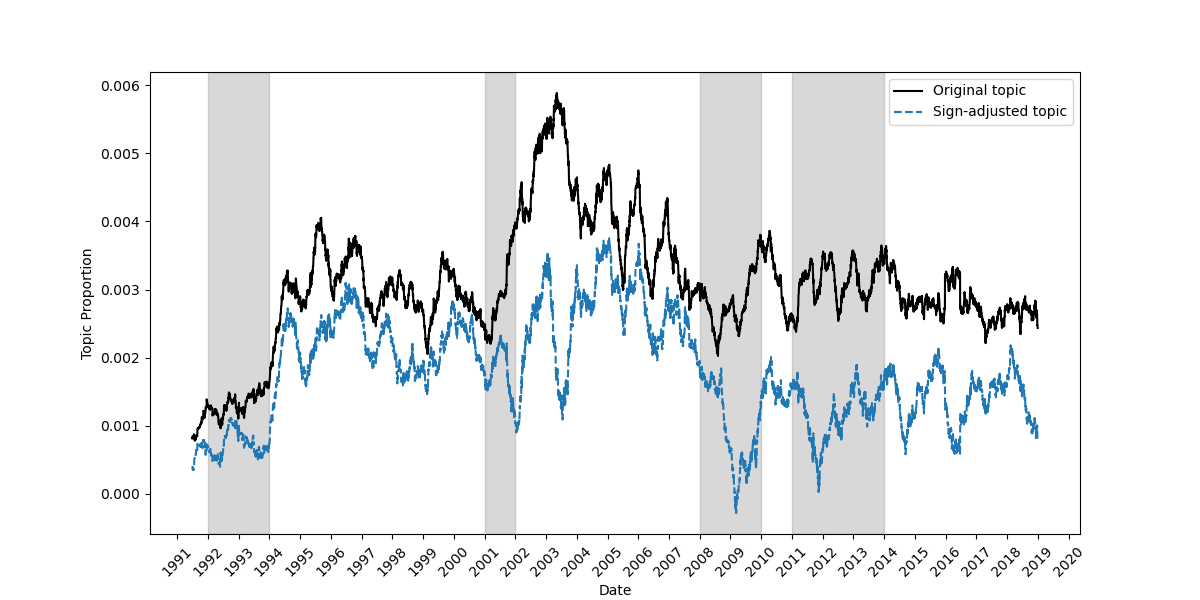 Original topic
Sign-adjusted topic
0.006
0.005
0.004
0.003
0.002
0.001
0.000
Topic Proportion
1991 1992 1993 1994 1995 1996 1997 1998 1999 2000 2001 2002 2003 2004 2005 2006 2007 2008 2009 2010 2011 2012 2013 2014 2015 2016 2017 2018 2019 2020
Date